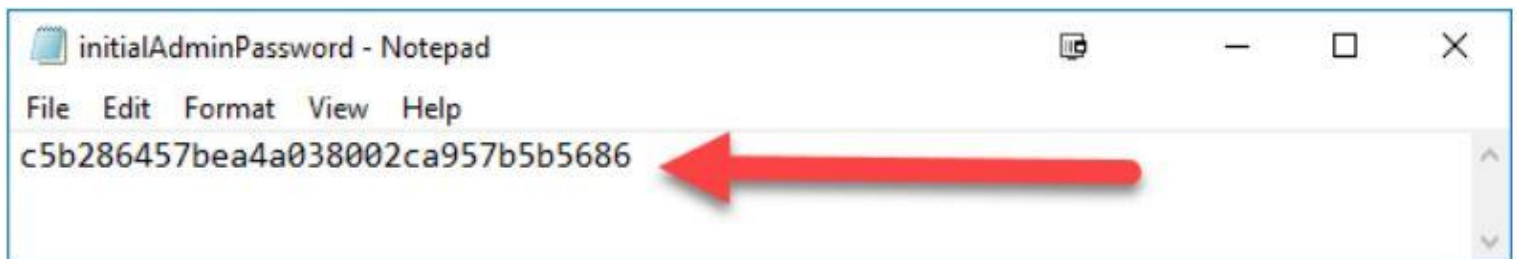 initialAdminPassword - Notepad
File Edit Format View Help
c5b286457bea4a038002ca957b5b5686